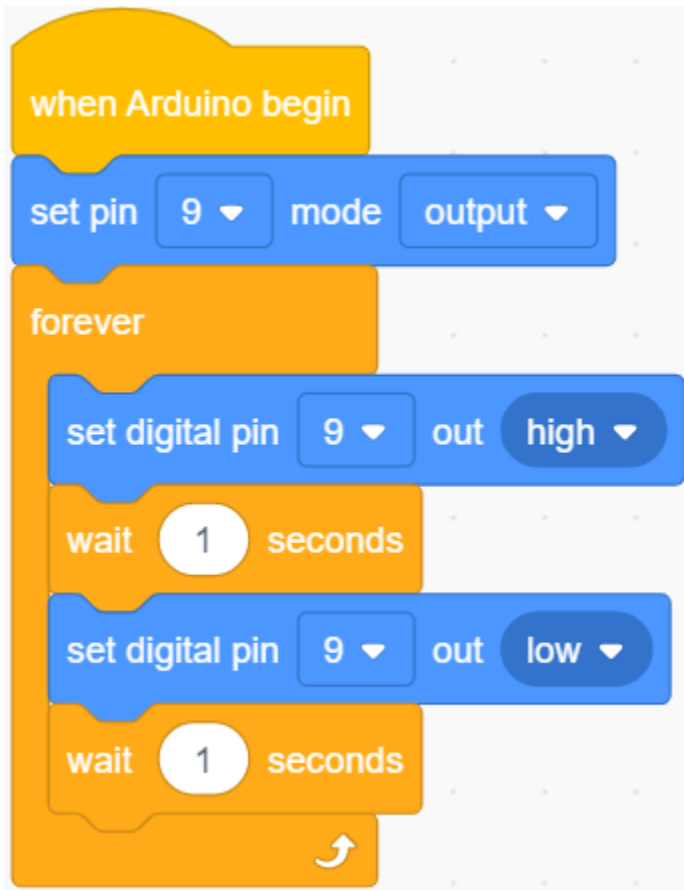 when Arduino begin
set pin 9 mode output
forever
set digital pin 9 out high
wait 1 seconds
set digital pin 9 out low
wait 1 seconds